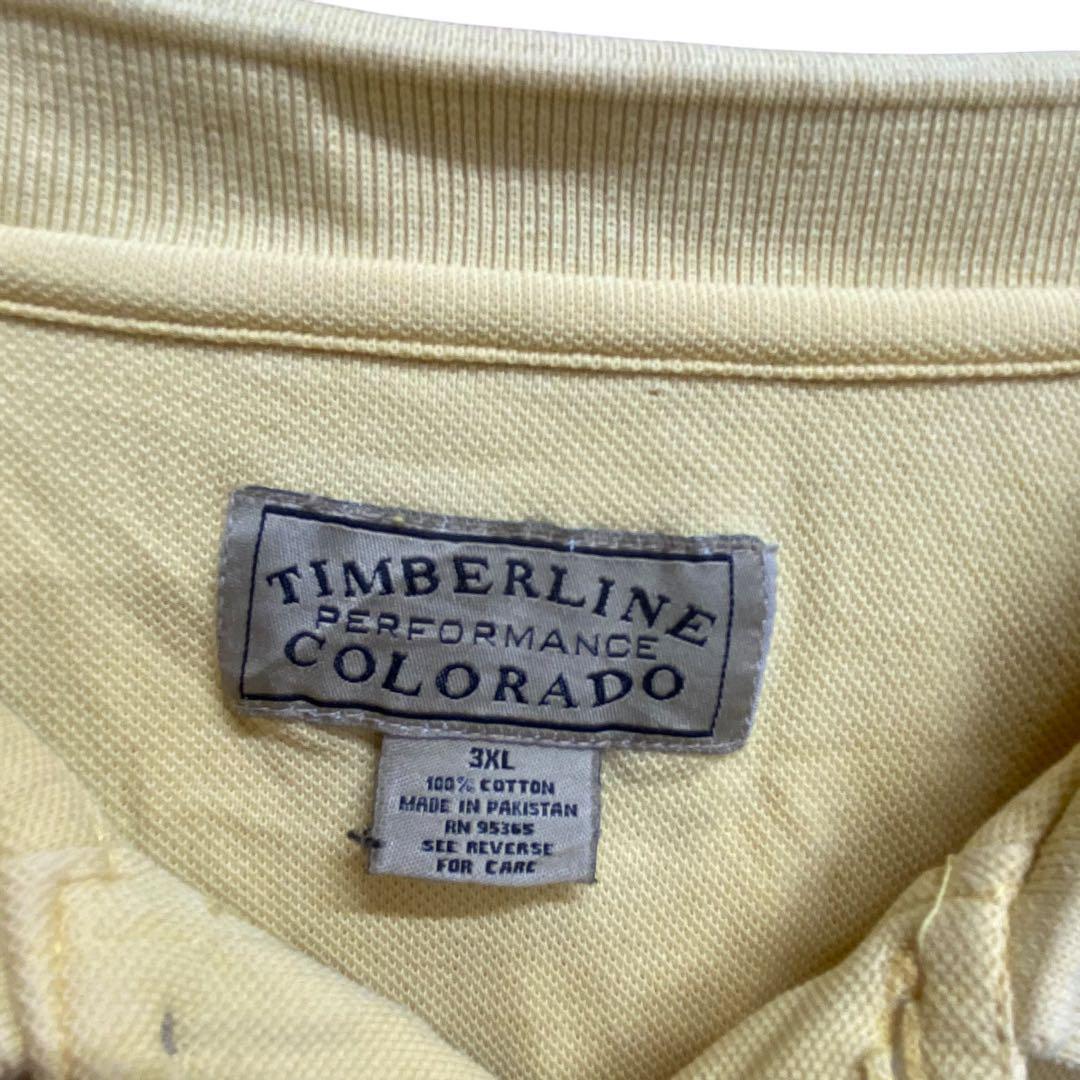 TIMBERLINE
PERFORMANCE
COLORADO
3XL
100% COTTON
MADE IN PAKISTAN
RN 95365
SEE REVERSE
FOR CARE